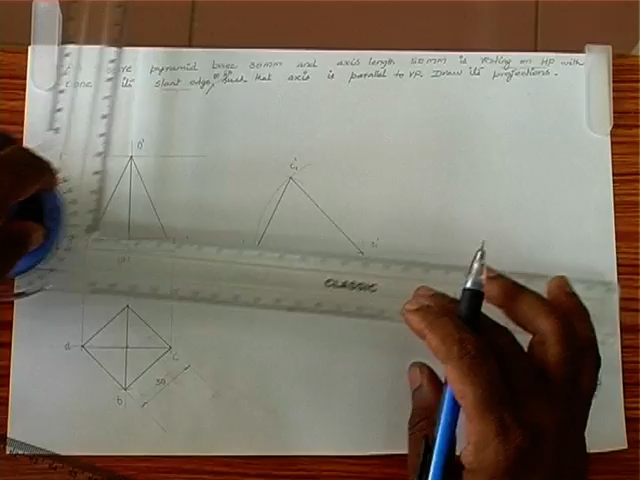 pyramid base 30MM and axis length 50MM is resting on HP with
one its slant edge, such that axis is parallel to VP. Draw its projections.
O'
c'
CLASSIC
a
c
b
30